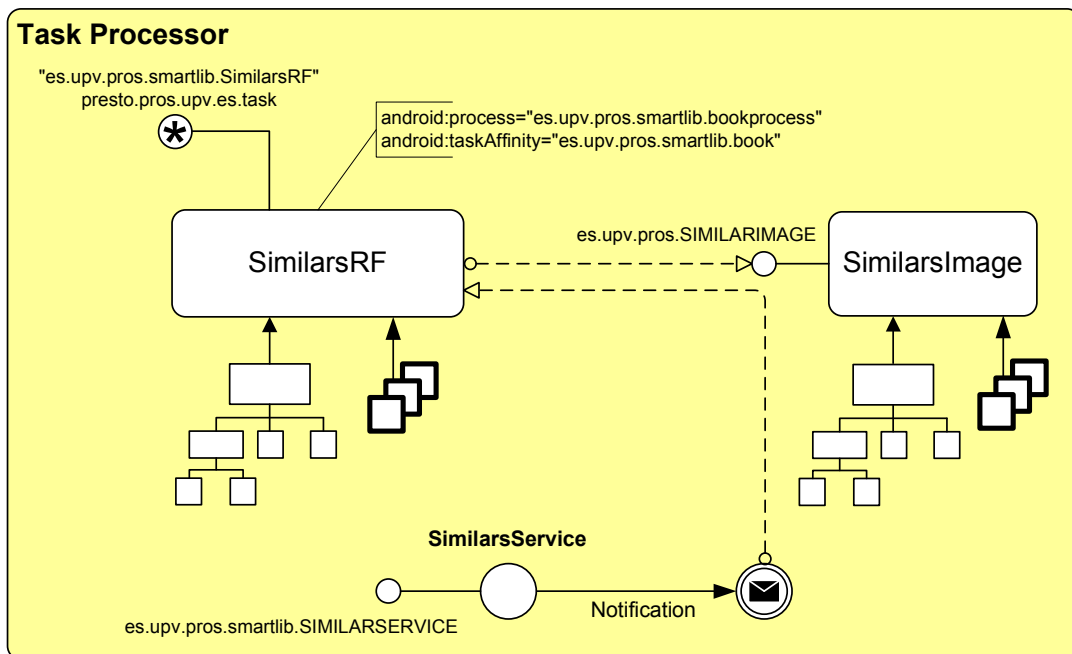 Task Processor
"es.upv.pros.smartlib.SimilarsRF"
presto.pros.upv.es.task
android:process="es.upv.pros.smartlib.bookprocess"
android:taskAffinity="es.upv.pros.smartlib.book"
SimilarsRF
es.upv.pros.SIMILARIMAGE
SimilarsImage
SimilarsService
Notification
es.upv.pros.smartlib.SIMILARSERVICE